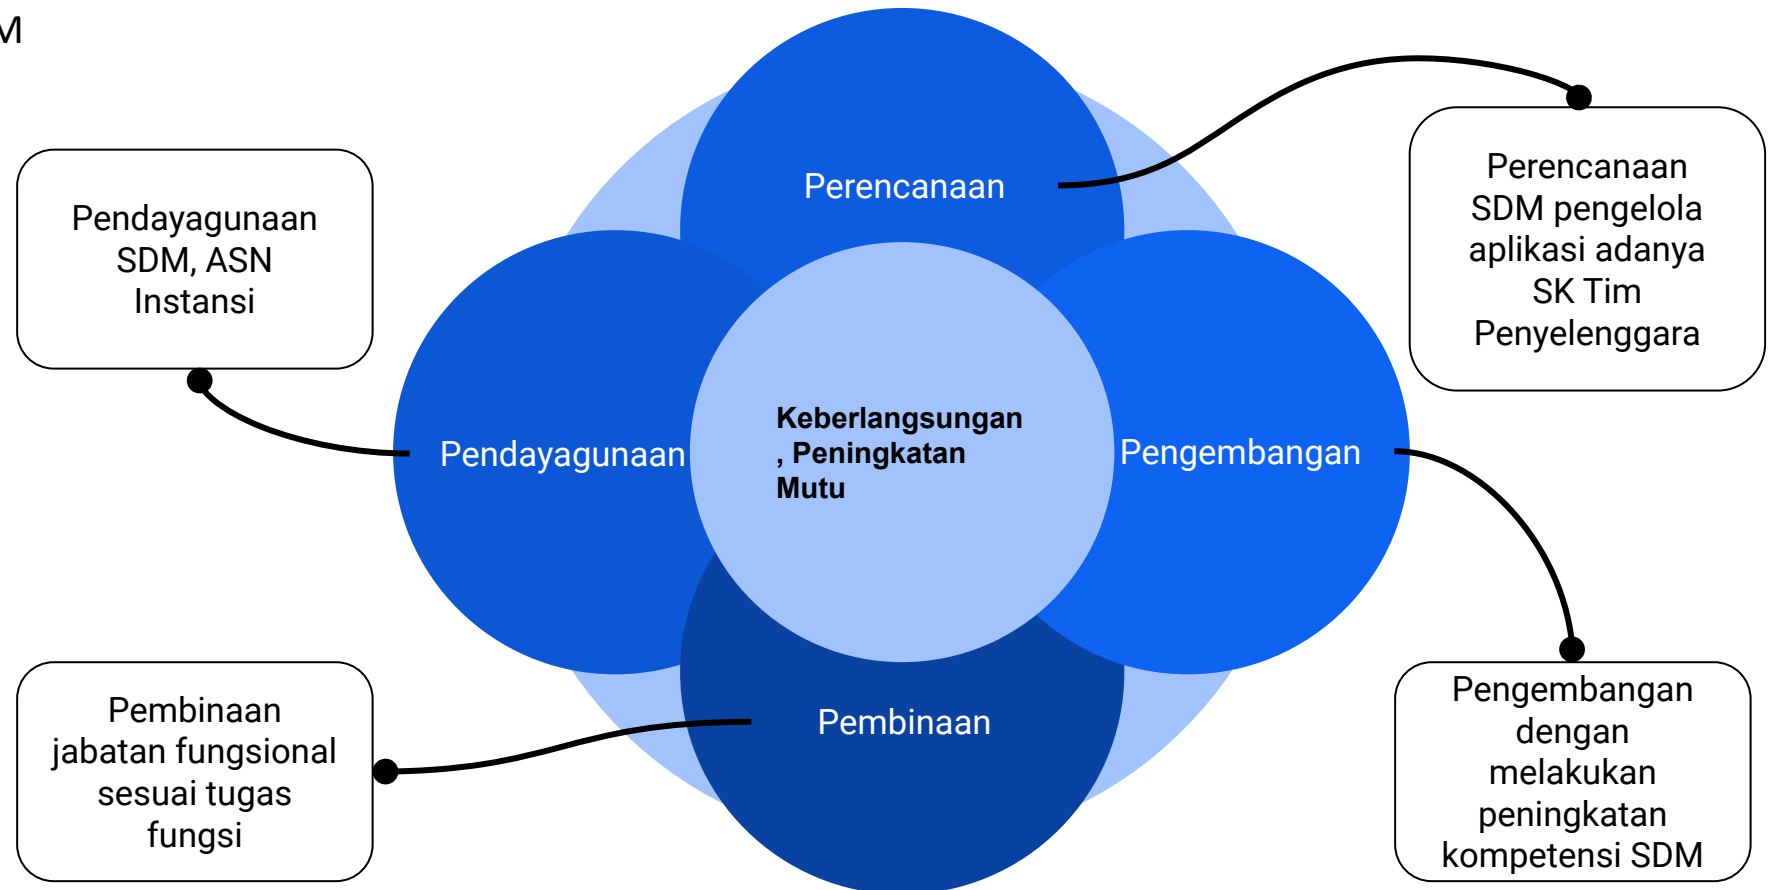 M
Perencanaan
Perencanaan
SDM pengelola
aplikasi adanya
SK Tim
Penyelenggara
Pendayagunaan
SDM, ASN
Instansi
Pendayagunaan
Keberlangsungan
, Peningkatan
Mutu
Pengembangan
Pembinaan
Pembinaan
jabatan fungsional
sesuai tugas
fungsi
Pengembangan
dengan
melakukan
peningkatan
kompetensi SDM